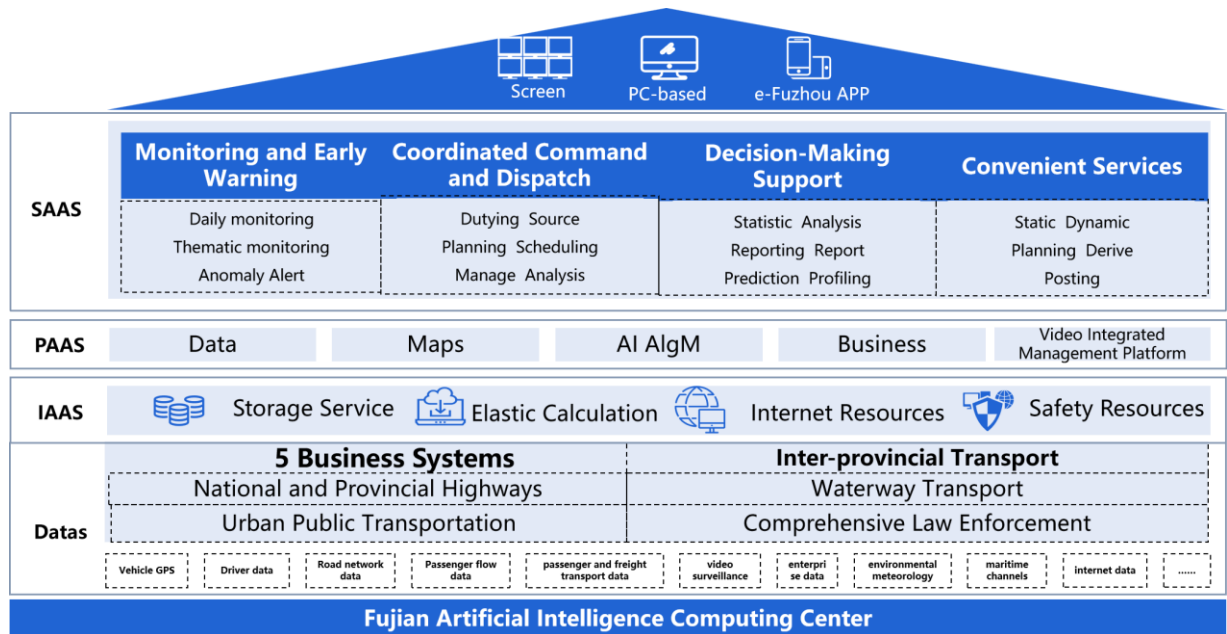 Screen
PC-based
e-Fuzhou APP
SAAS
Monitoring and Early
Warning
Daily monitoring
Thematic monitoring
Anomaly Alert
Coordinated Command
and Dispatch
Dutying Source
Planning Scheduling
Manage Analysis
Decision-Making
Support
Statistic Analysis
Reporting Report
Prediction Profiling
Convenient Services
Static Dynamic
Planning Derive
Posting
PAAS
Data
Maps
AI AlgM
Business
Video Integrated
Management Platform
IAAS
Storage Service
Elastic Calculation
Internet Resources
Safety Resources
Datas
5 Business Systems
Inter-provincial Transport
National and Provincial Highways
Waterway Transport
Urban Public Transportation
Comprehensive Law Enforcement
Vehicle GPS
Driver data
Road network
data
Passenger flow
data
passenger and freight
transport data
video
surveillance
enterpri
se data
environmental
meteorology
maritime
channels
internet data
......
Fujian Artificial Intelligence Computing Center